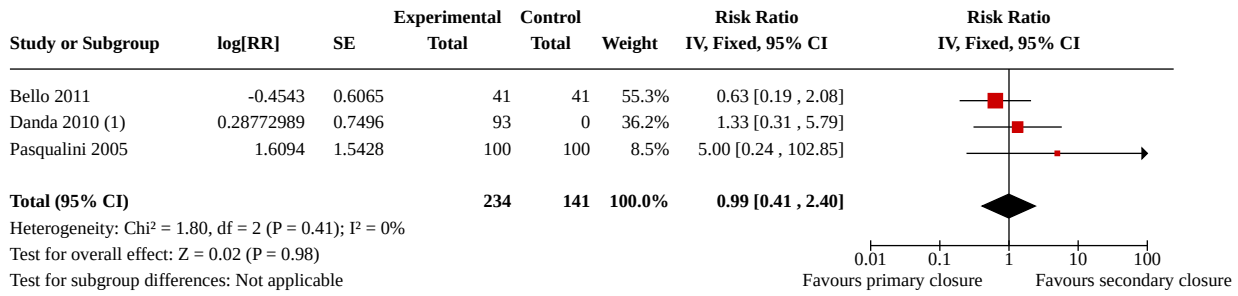 Experimental Control Risk Ratio Risk Ratio
Study or Subgroup log[RR] SE Total Total Weight IV, Fixed, 95% CI IV, Fixed, 95% CI
Bello 2011 -0.4543 0.6065 41 41 55.3% 0.63 [0.19 , 2.08]
Danda 2010 (1) 0.28772989 0.7496 93 0 36.2% 1.33 [0.31 , 5.79]
Pasqualini 2005 1.6094 1.5428 100 100 8.5% 5.00 [0.24 , 102.85]
Total (95% CI) 234 141 100.0% 0.99 [0.41 , 2.40]
Heterogeneity: Chi² = 1.80, df = 2 (P = 0.41); I² = 0%
Test for overall effect: Z = 0.02 (P = 0.98)
0.01 0.1 1 10 100
Test for subgroup differences: Not applicable Favours primary closure Favours secondary closure